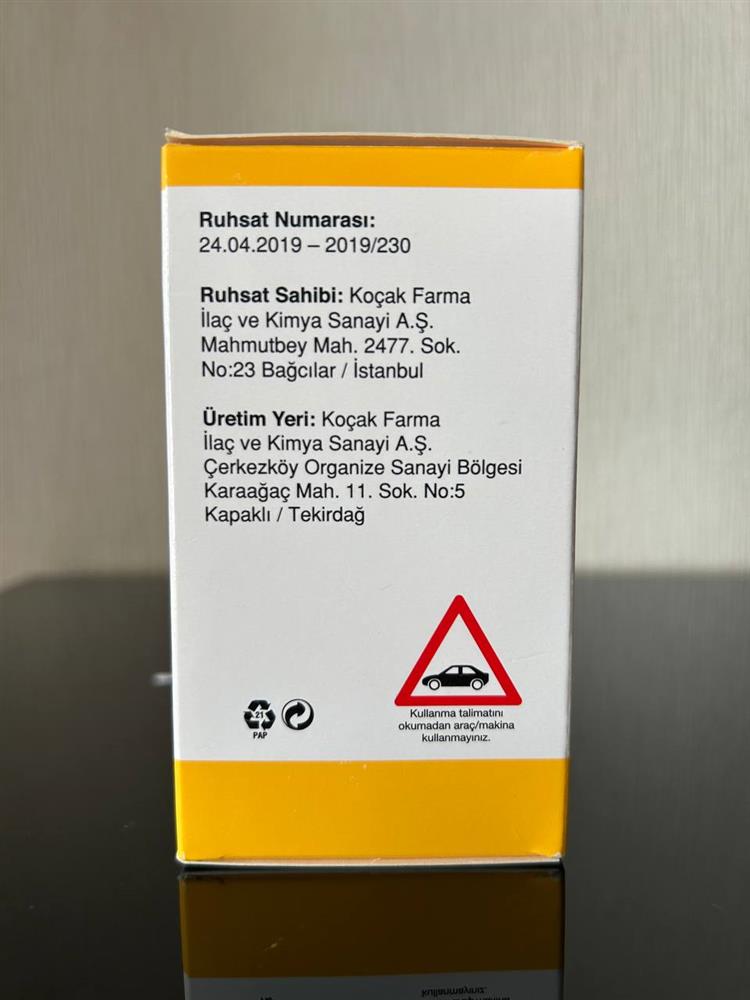 Ruhsat Numarası:
24.04.2019 – 2019/230
Ruhsat Sahibi: Koçak Farma
İlaç ve Kimya Sanayi A.Ş.
Mahmutbey Mah. 2477. Sok.
No:23 Bağcılar / İstanbul
Üretim Yeri: Koçak Farma
İlaç ve Kimya Sanayi A.Ş.
Çerkezköy Organize Sanayi Bölgesi
Karaağaç Mah. 11. Sok. No:5
Kapaklı / Tekirdağ
21
PAP
Kullanma talimatını
okumadan araç/makina
kullanmayınız.